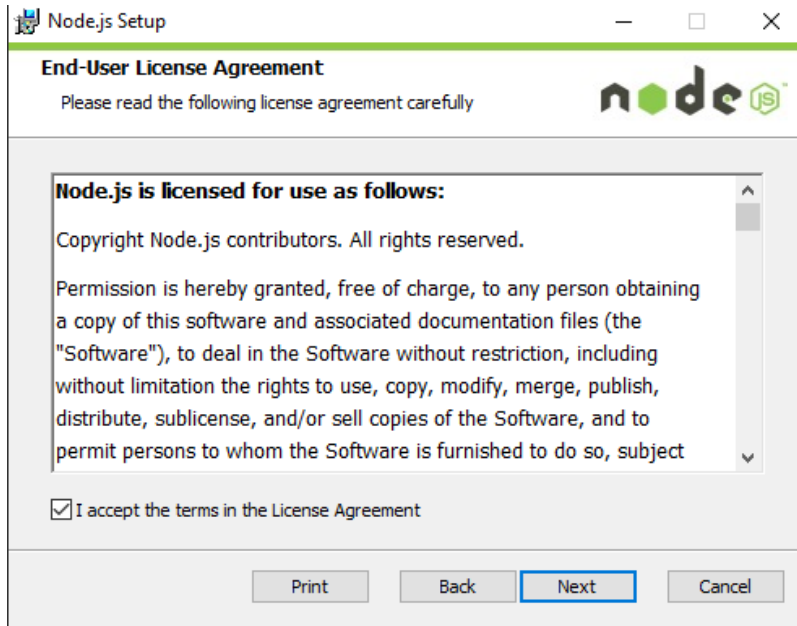 Node.js Setup
End-User License Agreement
Please read the following license agreement carefully
node JS
Node.js is licensed for use as follows:
Copyright Node.js contributors. All rights reserved.
Permission is hereby granted, free of charge, to any person obtaining
a copy of this software and associated documentation files (the
"Software"), to deal in the Software without restriction, including
without limitation the rights to use, copy, modify, merge, publish,
distribute, sublicense, and/or sell copies of the Software, and to
permit persons to whom the Software is furnished to do so, subject
I accept the terms in the License Agreement
Print Back Next Cancel